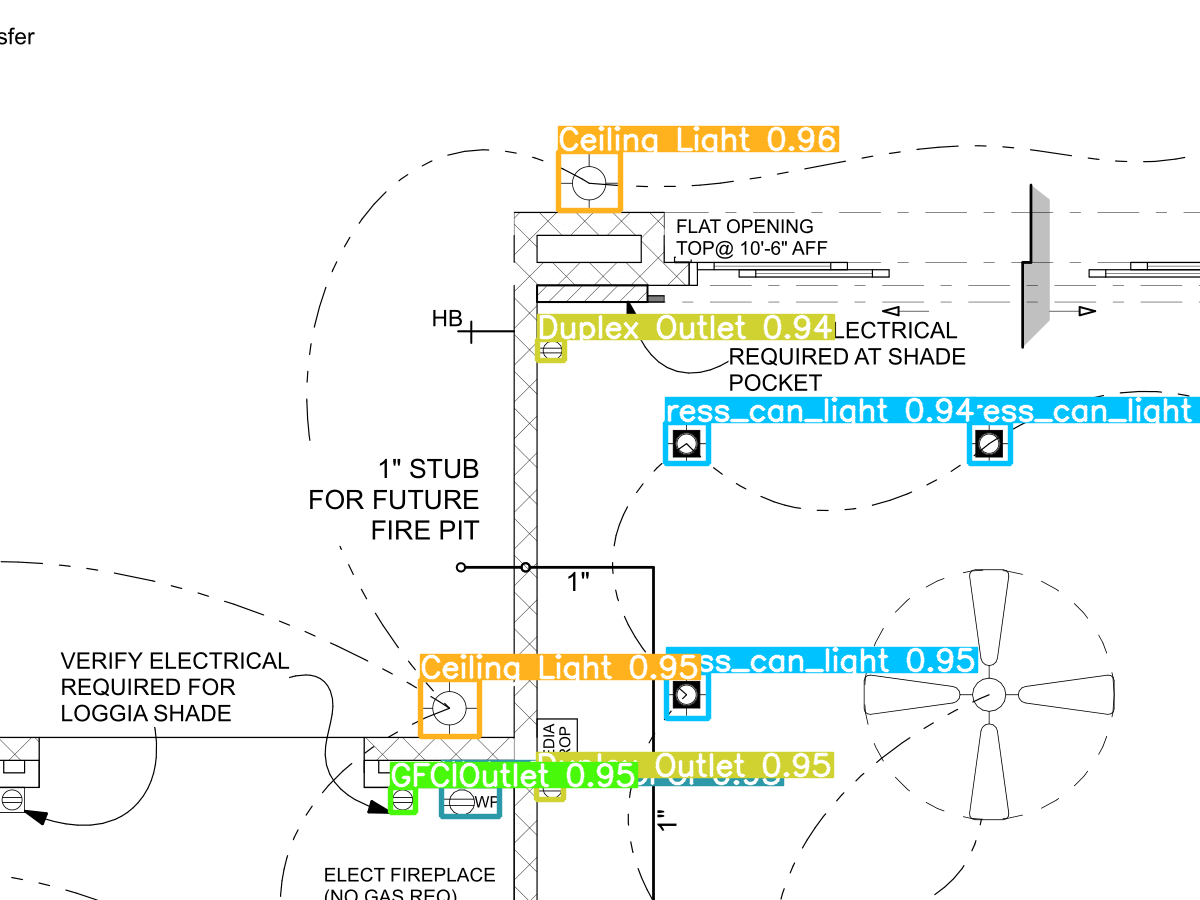 sfer
Ceiling Light 0.96
FLAT OPENING
TOP@ 10'-6" AFF
HB
Duplex Outlet 0.94
LECTRICAL
REQUIRED AT SHADE
POCKET
ress_can_light 0.94
ess_can_light
1" STUB
FOR FUTURE
FIRE PIT
1"
VERIFY ELECTRICAL
REQUIRED FOR
LOGGIA SHADE
Ceiling Light 0.95
ss_can_light 0.95
EDIA
ROP
Duplex Outlet 0.95
GFCIOutlet 0.95
WP
1"
ELECT FIREPLACE
(NO GAS REQ)